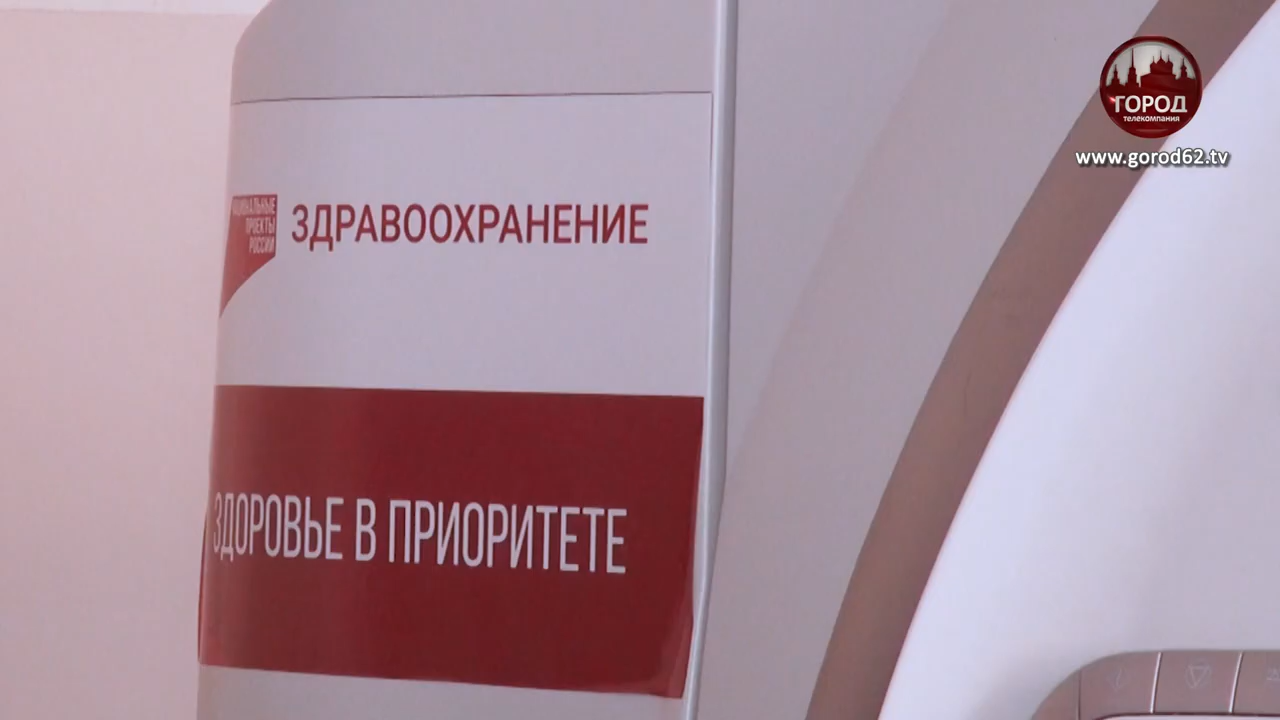 ГОРОД
телекомпания
www.gorod62.tv
НАЦИОНАЛЬНЫЕ
ПРОЕКТЫ
РОССИИ
ЗДРАВООХРАНЕНИЕ
ЗДОРОВЬЕ В ПРИОРИТЕТЕ